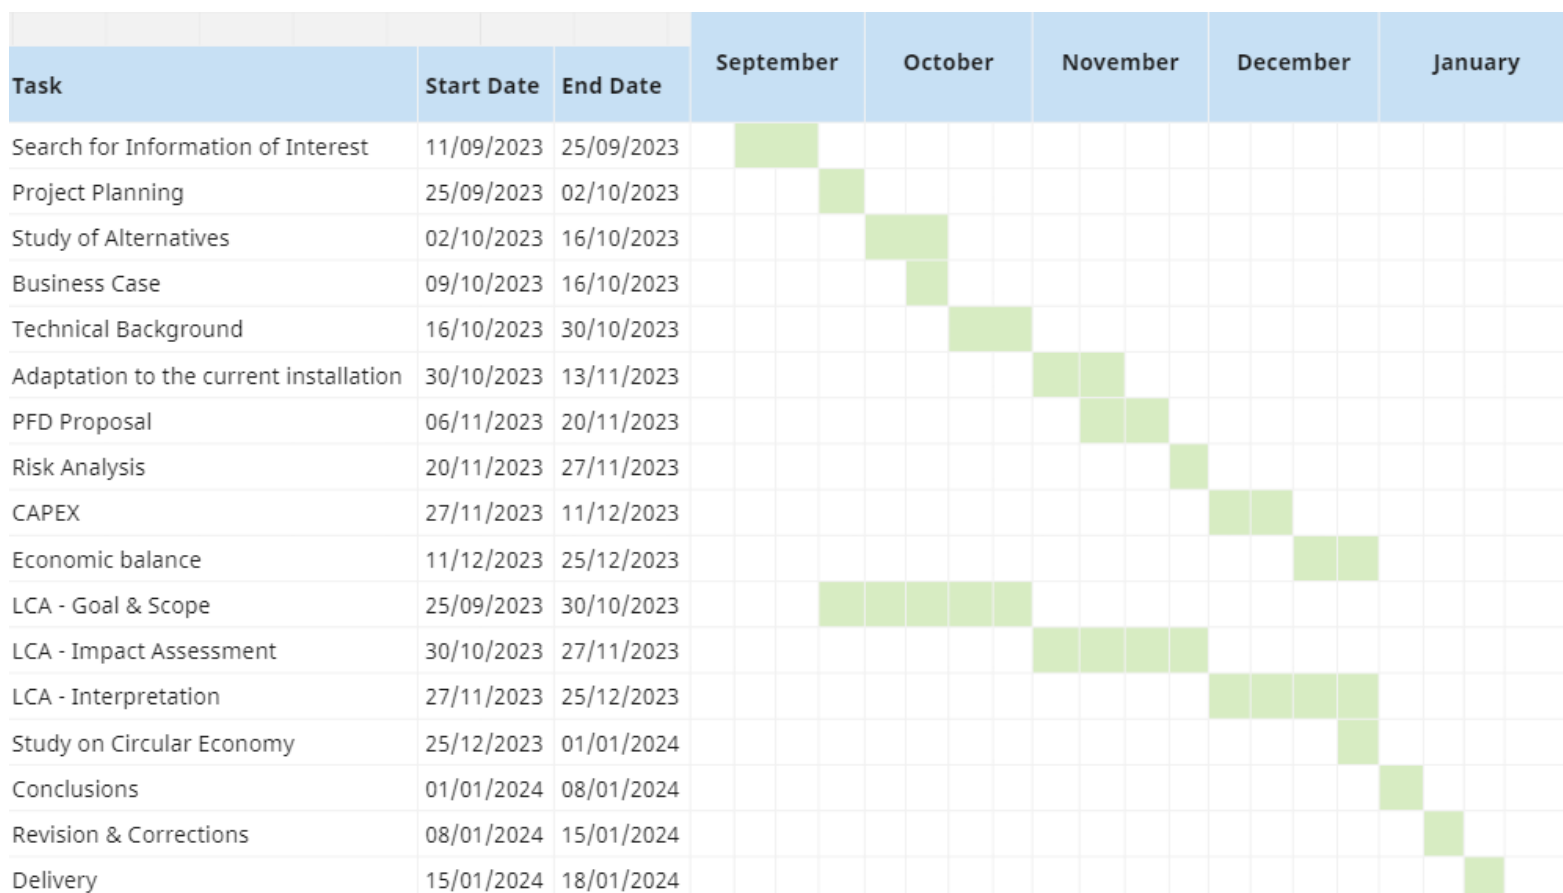 September October November December January
Task Start Date End Date
Search for Information of Interest 11/09/2023 25/09/2023
Project Planning 25/09/2023 02/10/2023
Study of Alternatives 02/10/2023 16/10/2023
Business Case 09/10/2023 16/10/2023
Technical Background 16/10/2023 30/10/2023
Adaptation to the current installation 30/10/2023 13/11/2023
PFD Proposal 06/11/2023 20/11/2023
Risk Analysis 20/11/2023 27/11/2023
CAPEX 27/11/2023 11/12/2023
Economic balance 11/12/2023 25/12/2023
LCA - Goal & Scope 25/09/2023 30/10/2023
LCA - Impact Assessment 30/10/2023 27/11/2023
LCA - Interpretation 27/11/2023 25/12/2023
Study on Circular Economy 25/12/2023 01/01/2024
Conclusions 01/01/2024 08/01/2024
Revision & Corrections 08/01/2024 15/01/2024
Delivery 15/01/2024 18/01/2024